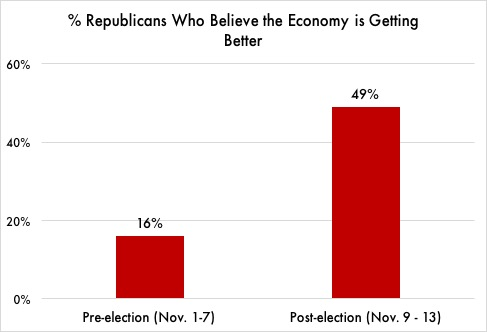 % Republicans Who Believe the Economy is Getting
Better
60%
49%
40%
20%
16%
0%
Pre-election (Nov. 1-7)
Post-election (Nov. 9 - 13)